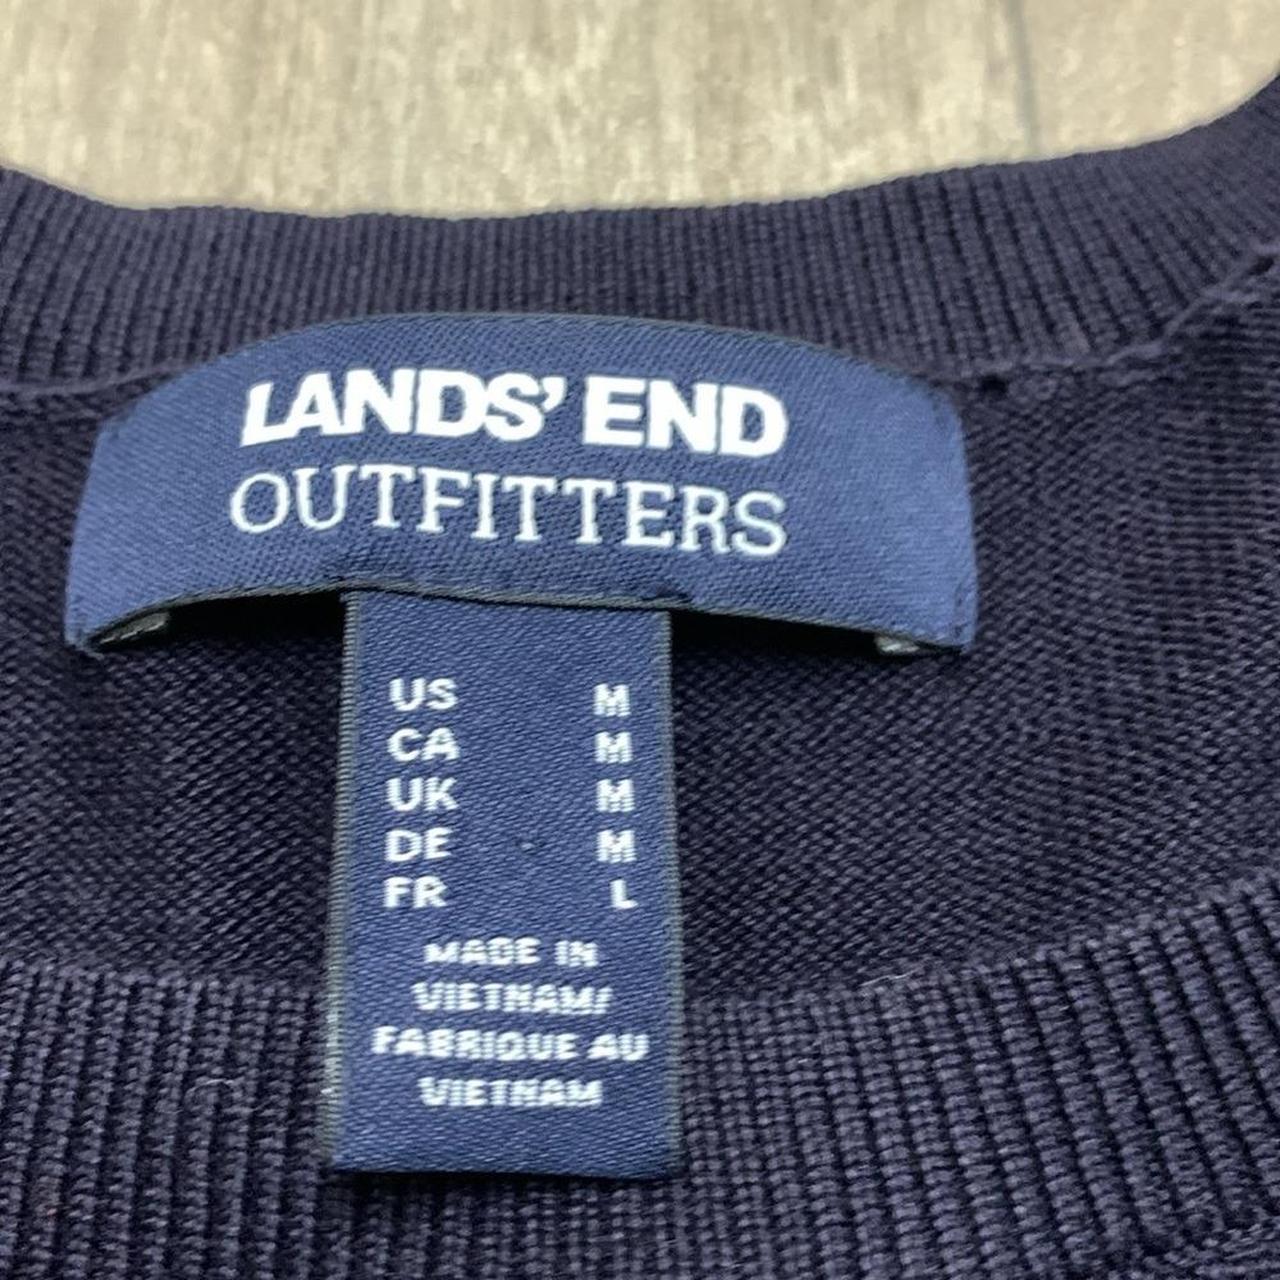 LANDS' END
OUTFITTERS
US M
CA M
UK M
DE M
FR L
MADE IN
VIETNAM/
FABRIQUE AU
VIETNAM